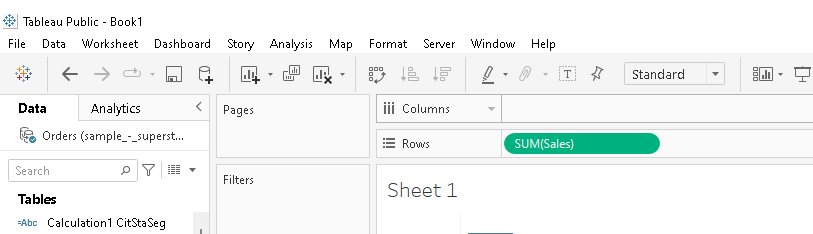 Tableau Public - Book1
File Data Worksheet Dashboard Story Analysis Map Format Server Window Help
T Standard
Data Analytics
Pages
Columns
Orders (sample_-_superst...
Rows SUM(Sales)
Search
Filters
Sheet 1
Tables
=Abc Calculation1 CitStaSeg